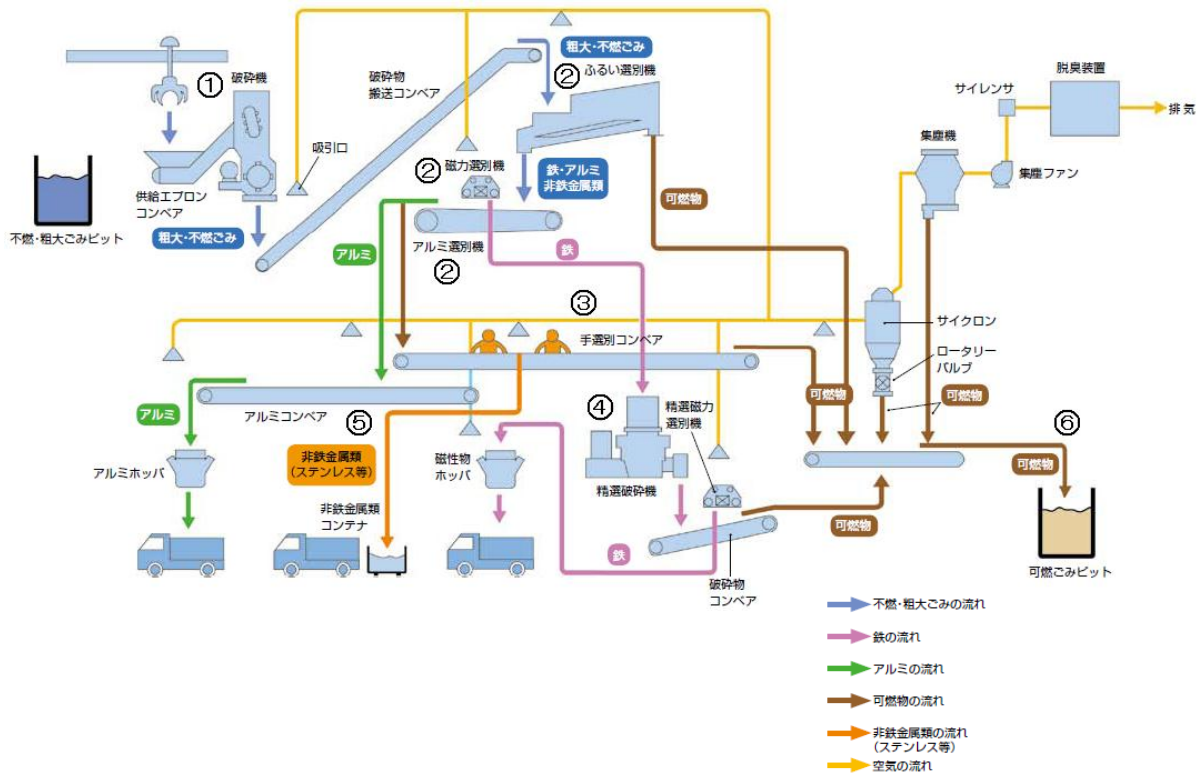 粗大・不燃ごみ
①
破砕機
破砕物
搬送コンベア
②
ふるい選別機
脱臭装置
サイレンサ
排気
集塵機
集塵ファン
吸引口
②
磁力選別機
鉄・アルミ
非鉄金属類
可燃物
供給エプロン
コンベア
不燃・粗大ごみピット
粗大・不燃ごみ
アルミ
アルミ選別機
②
鉄
③
手選別コンベア
サイクロン
ロータリー
バルブ
可燃物
可燃物
アルミ
アルミコンベア
⑤
④
精選磁力
選別機
⑥
非鉄金属類
(ステンレス等)
アルミホッパ
磁性物
ホッパ
精選破砕機
可燃物
非鉄金属類
コンテナ
可燃物
鉄
破砕物
コンベア
可燃ごみピット
不燃・粗大ごみの流れ
鉄の流れ
アルミの流れ
可燃物の流れ
非鉄金属類の流れ
(ステンレス等)
空気の流れ